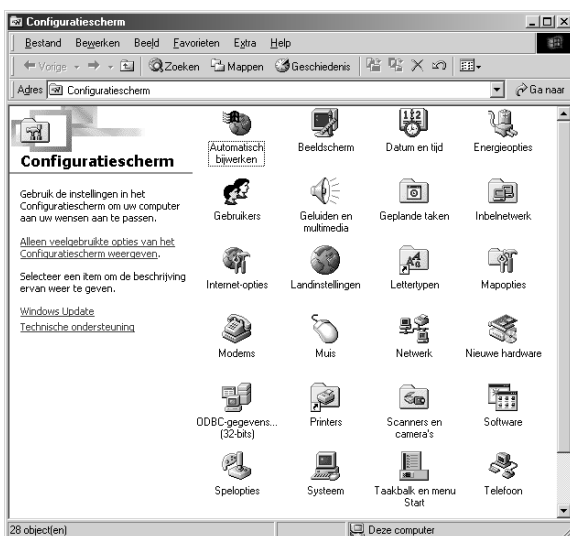 Configuratiescherm
Bestand Bewerken Beeld Favorieten Extra Help
Vorige Zoeken Mappen Geschiedenis
Adres Configuratiescherm Ga naar
Configuratiescherm
Gebruik de instellingen in het
Configuratiescherm om uw computer
aan uw wensen aan te passen.
Alleen veelgebruikte opties van het
Configuratiescherm weergeven.
Selecteer een item om de beschrijving
ervan weer te geven.
Windows Update
Technische ondersteuning
Automatisch
bijwerken
Beeldscherm
Datum en tijd
Energieopties
Gebruikers
Geluiden en
multimedia
Geplande taken
Inbelnetwerk
Internet-opties
Landinstellingen
Lettertypen
Mapopties
Modems
Muis
Netwerk
Nieuwe hardware
ODBC-gegevens...
(32-bits)
Printers
Scanners en
camera's
Software
Spelopties
Systeem
Taakbalk en menu
Start
Telefoon
28 object(en)
Deze computer